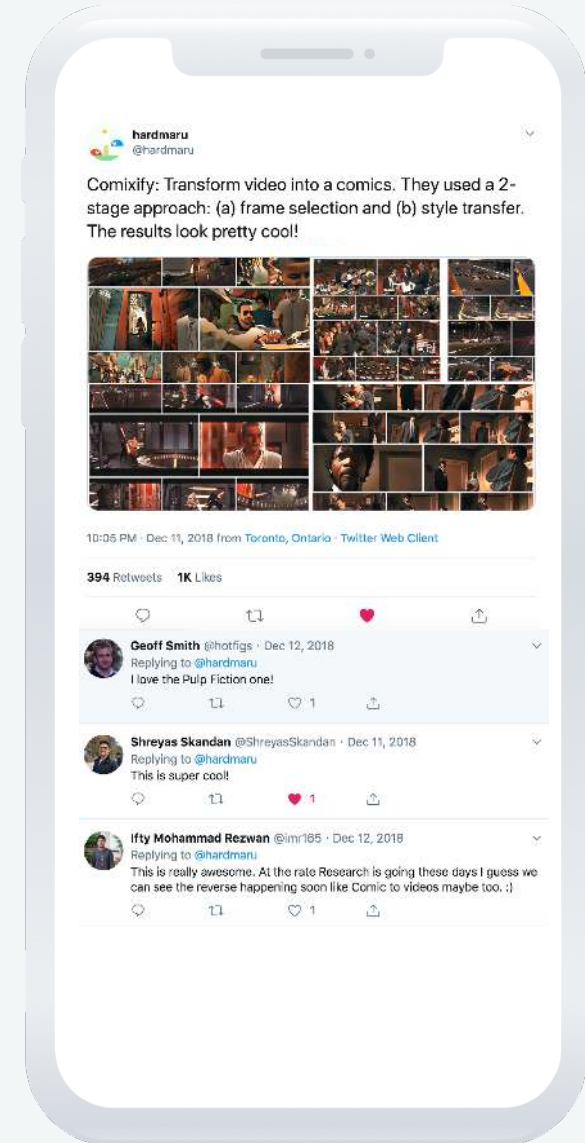 hardmaru
@hardmaru
Comixify: Transform video into a comics. They used a 2-
stage approach: (a) frame selection and (b) style transfer.
The results look pretty cool!
10:05 PM · Dec 11, 2018 from Toronto, Ontario · Twitter Web Client
394 Retweets 1K Likes
Geoff Smith @hotfigs · Dec 12, 2018
Replying to @hardmaru
I love the Pulp Fiction one!
1
Shreyas Skandan @ShreyasSkandan · Dec 11, 2018
Replying to @hardmaru
This is super cool!
1
Ifty Mohammad Rezwan @imr165 · Dec 12, 2018
Replying to @hardmaru
This is really awesome. At the rate Research is going these days I guess we
can see the reverse happening soon like Comic to videos maybe too. :)
1